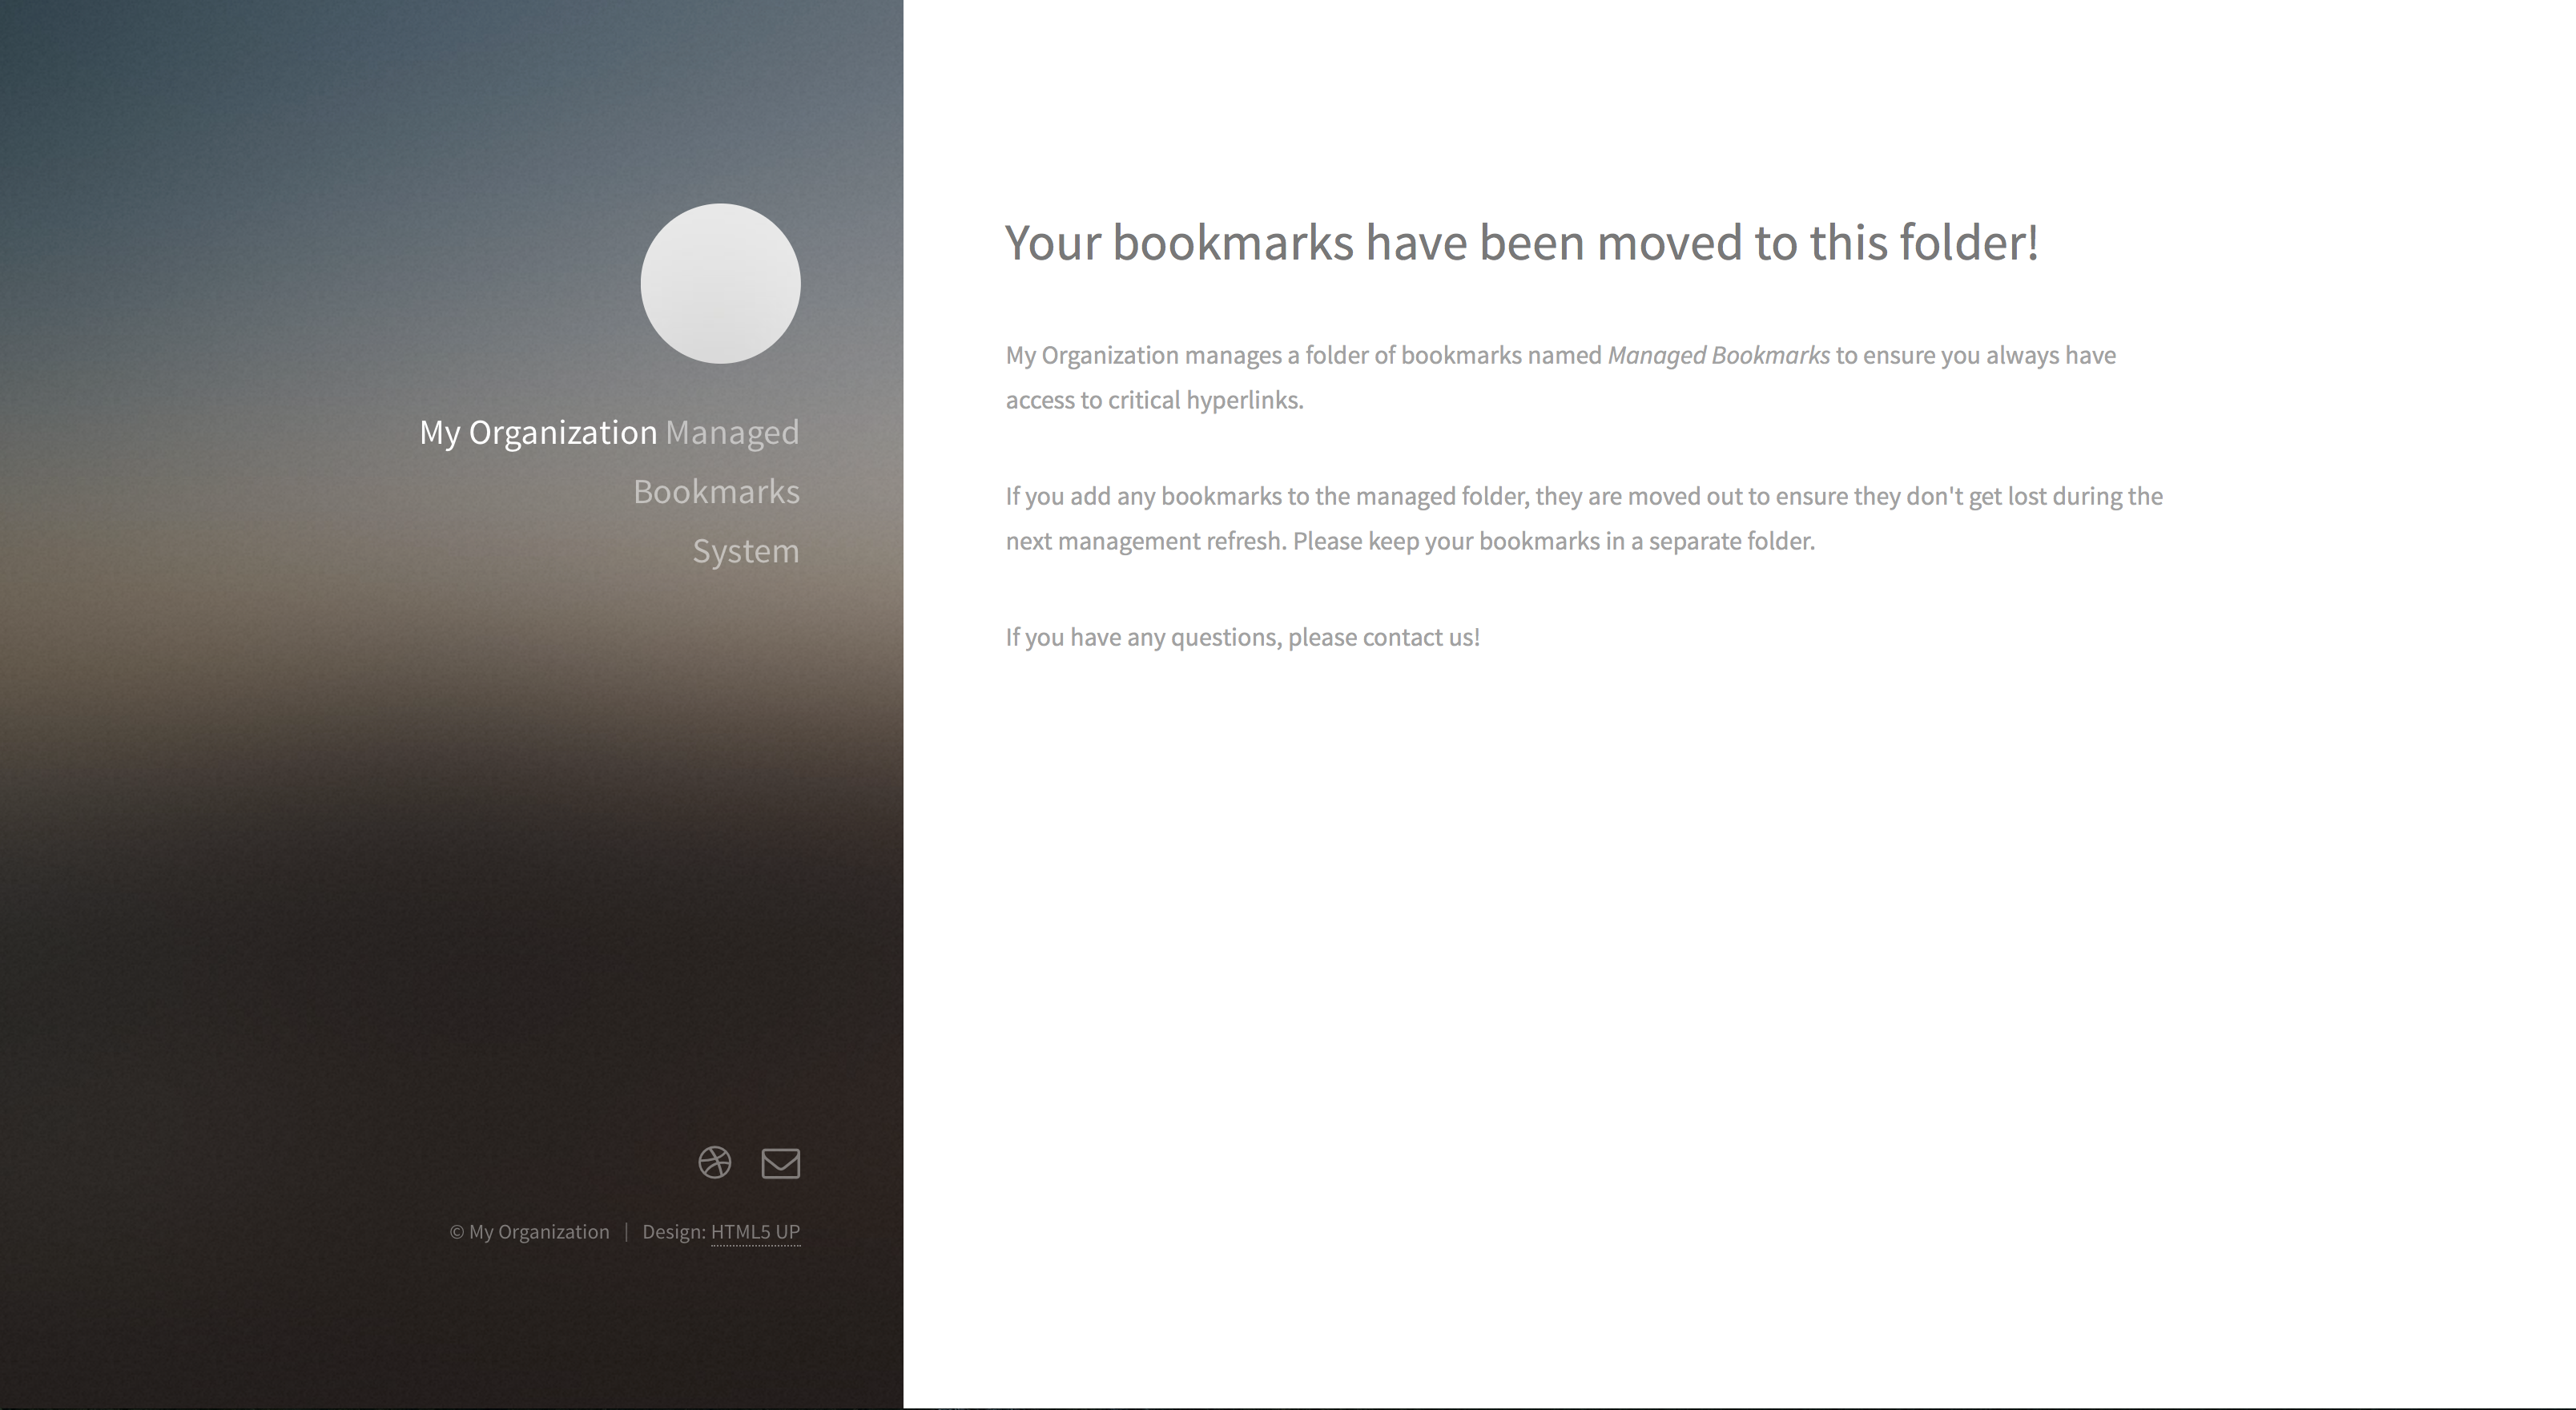 My Organization Managed
Bookmarks
System
© My Organization | Design: HTML5 UP
Your bookmarks have been moved to this folder!
My Organization manages a folder of bookmarks named Managed Bookmarks to ensure you always have
access to critical hyperlinks.
If you add any bookmarks to the managed folder, they are moved out to ensure they don't get lost during the
next management refresh. Please keep your bookmarks in a separate folder.
If you have any questions, please contact us!